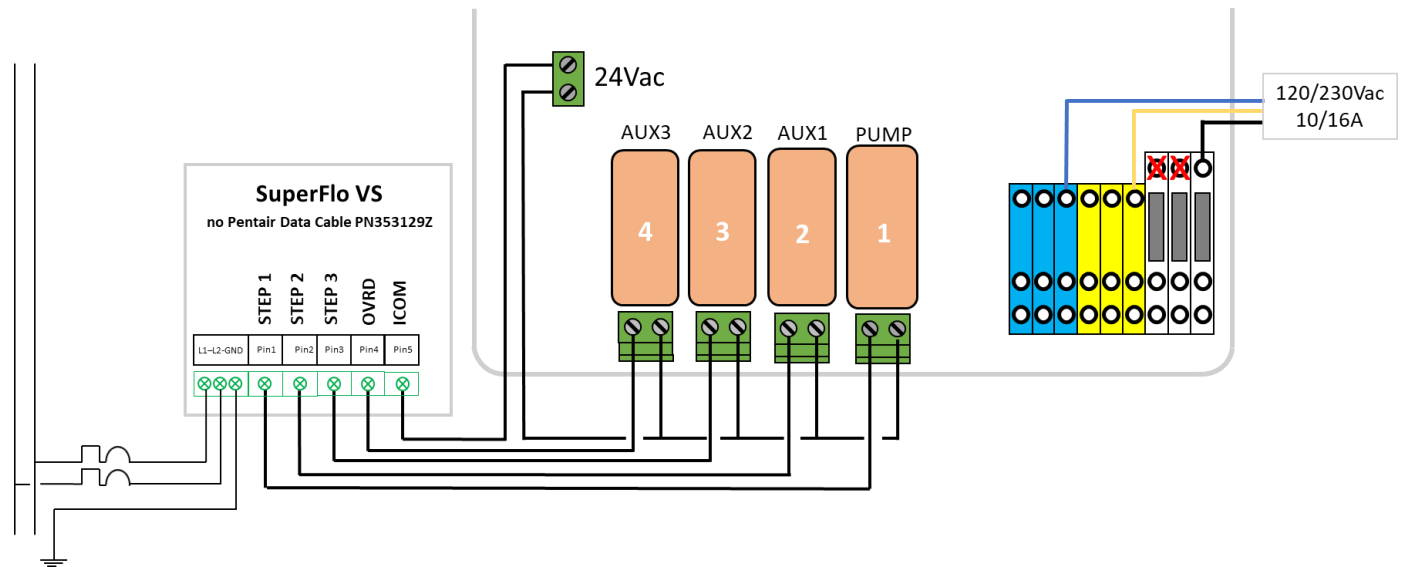 24Vac
120/230Vac
10/16A
AUX3 AUX2 AUX1 PUMP
4 3 2 1
SuperFlo VS
no Pentair Data Cable PN353129Z
STEP 1
STEP 2
STEP 3
OVRD
ICOM
L1–L2-GND Pin1 Pin2 Pin3 Pin4 Pin5